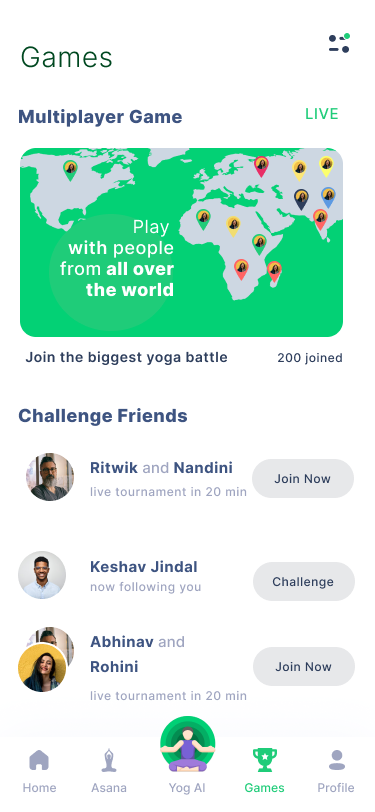 Games
Multiplayer Game
LIVE
Play
with people
from all over
the world
Join the biggest yoga battle
200 joined
Challenge Friends
Ritwik and Nandini
live tournament in 20 min
Join Now
Keshav Jindal
now following you
Challenge
Abhinav and
Rohini
live tournament in 20 min
Join Now
Home
Asana
Yog AI
Games
Profile